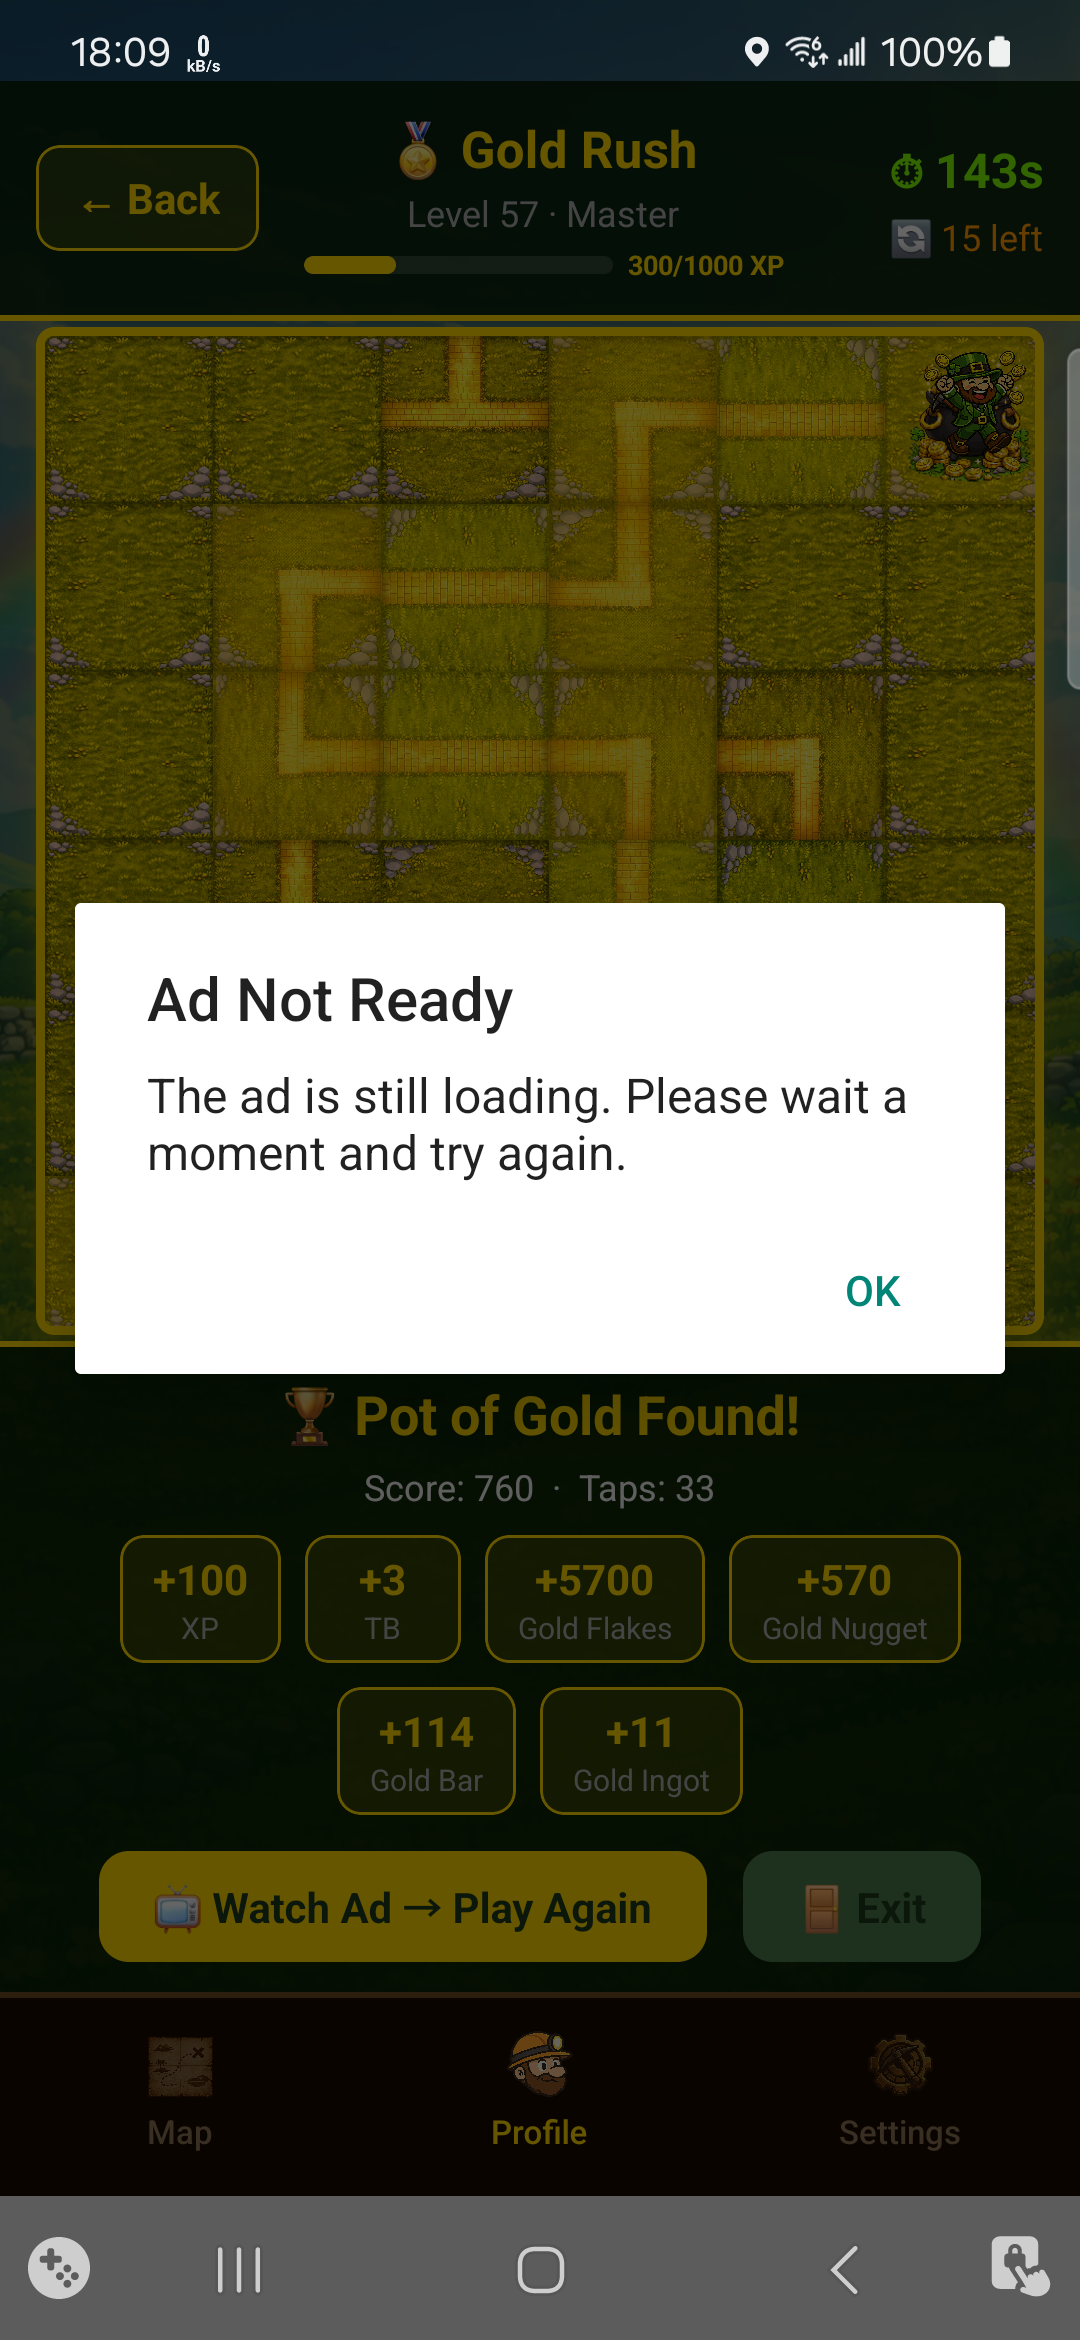 18:09 0 kB/s 6 100%
← Back
Gold Rush
Level 57 · Master
300/1000 XP
143s
15 left
Ad Not Ready
The ad is still loading. Please wait a
moment and try again.
OK
Pot of Gold Found!
Score: 760 · Taps: 33
+100 +3 +5700 +570
XP TB Gold Flakes Gold Nugget
+114 +11
Gold Bar Gold Ingot
Watch Ad → Play Again Exit
Map Profile Settings